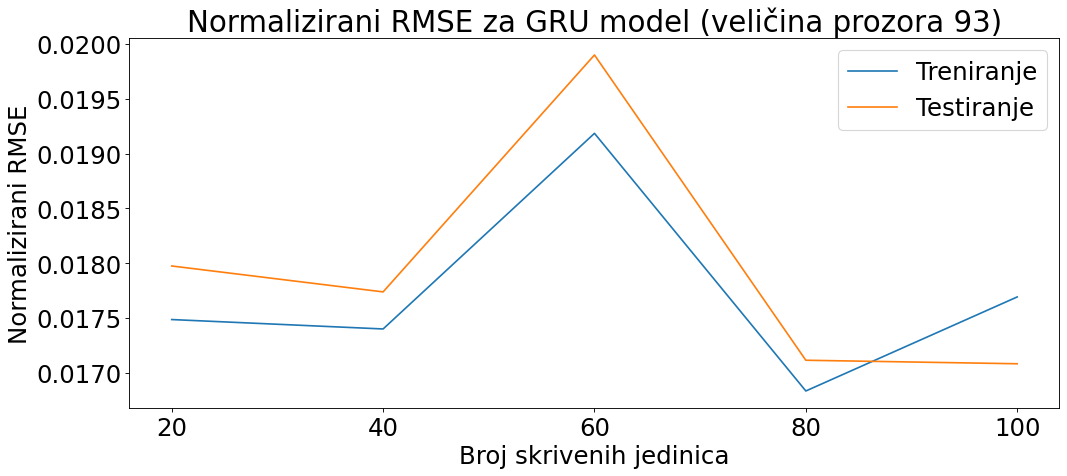 Normalizirani RMSE za GRU model (veličina prozora 93)
Normalizirani RMSE
0.0200
0.0195
0.0190
0.0185
0.0180
0.0175
0.0170
Treniranje
Testiranje
20 40 60 80 100
Broj skrivenih jedinica